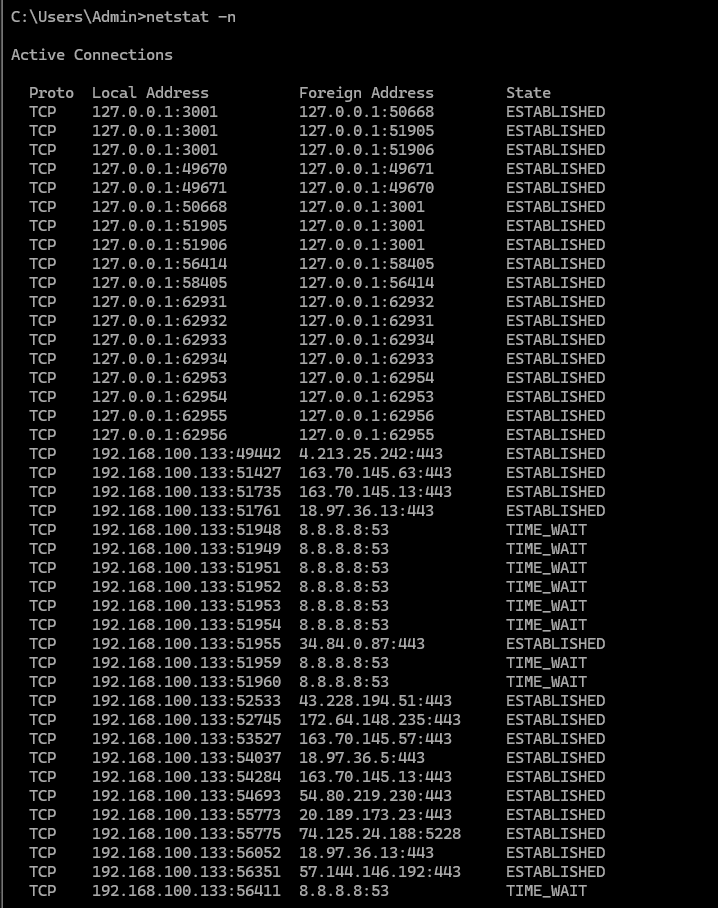 C:\Users\Admin>netstat -n
Active Connections
Proto  Local Address          Foreign Address        State
TCP    127.0.0.1:3001         127.0.0.1:50668        ESTABLISHED
TCP    127.0.0.1:3001         127.0.0.1:51905        ESTABLISHED
TCP    127.0.0.1:3001         127.0.0.1:51906        ESTABLISHED
TCP    127.0.0.1:49670        127.0.0.1:49671        ESTABLISHED
TCP    127.0.0.1:49671        127.0.0.1:49670        ESTABLISHED
TCP    127.0.0.1:50668        127.0.0.1:3001         ESTABLISHED
TCP    127.0.0.1:51905        127.0.0.1:3001         ESTABLISHED
TCP    127.0.0.1:51906        127.0.0.1:3001         ESTABLISHED
TCP    127.0.0.1:56414        127.0.0.1:58405        ESTABLISHED
TCP    127.0.0.1:58405        127.0.0.1:56414        ESTABLISHED
TCP    127.0.0.1:62931        127.0.0.1:62932        ESTABLISHED
TCP    127.0.0.1:62932        127.0.0.1:62931        ESTABLISHED
TCP    127.0.0.1:62933        127.0.0.1:62934        ESTABLISHED
TCP    127.0.0.1:62934        127.0.0.1:62933        ESTABLISHED
TCP    127.0.0.1:62953        127.0.0.1:62954        ESTABLISHED
TCP    127.0.0.1:62954        127.0.0.1:62953        ESTABLISHED
TCP    127.0.0.1:62955        127.0.0.1:62956        ESTABLISHED
TCP    127.0.0.1:62956        127.0.0.1:62955        ESTABLISHED
TCP    192.168.100.133:49442  4.213.25.242:443       ESTABLISHED
TCP    192.168.100.133:51427  163.70.145.63:443      ESTABLISHED
TCP    192.168.100.133:51735  163.70.145.13:443      ESTABLISHED
TCP    192.168.100.133:51761  18.97.36.13:443        ESTABLISHED
TCP    192.168.100.133:51948  8.8.8.8:53             TIME_WAIT
TCP    192.168.100.133:51949  8.8.8.8:53             TIME_WAIT
TCP    192.168.100.133:51951  8.8.8.8:53             TIME_WAIT
TCP    192.168.100.133:51952  8.8.8.8:53             TIME_WAIT
TCP    192.168.100.133:51953  8.8.8.8:53             TIME_WAIT
TCP    192.168.100.133:51954  8.8.8.8:53             TIME_WAIT
TCP    192.168.100.133:51955  34.84.0.87:443         ESTABLISHED
TCP    192.168.100.133:51959  8.8.8.8:53             TIME_WAIT
TCP    192.168.100.133:51960  8.8.8.8:53             TIME_WAIT
TCP    192.168.100.133:52533  43.228.194.51:443      ESTABLISHED
TCP    192.168.100.133:52745  172.64.148.235:443     ESTABLISHED
TCP    192.168.100.133:53527  163.70.145.57:443      ESTABLISHED
TCP    192.168.100.133:54037  18.97.36.5:443         ESTABLISHED
TCP    192.168.100.133:54284  163.70.145.13:443      ESTABLISHED
TCP    192.168.100.133:54693  54.80.219.230:443      ESTABLISHED
TCP    192.168.100.133:55773  20.189.173.23:443      ESTABLISHED
TCP    192.168.100.133:55775  74.125.24.188:5228     ESTABLISHED
TCP    192.168.100.133:56052  18.97.36.13:443        ESTABLISHED
TCP    192.168.100.133:56351  57.144.146.192:443     ESTABLISHED
TCP    192.168.100.133:56411  8.8.8.8:53             TIME_WAIT